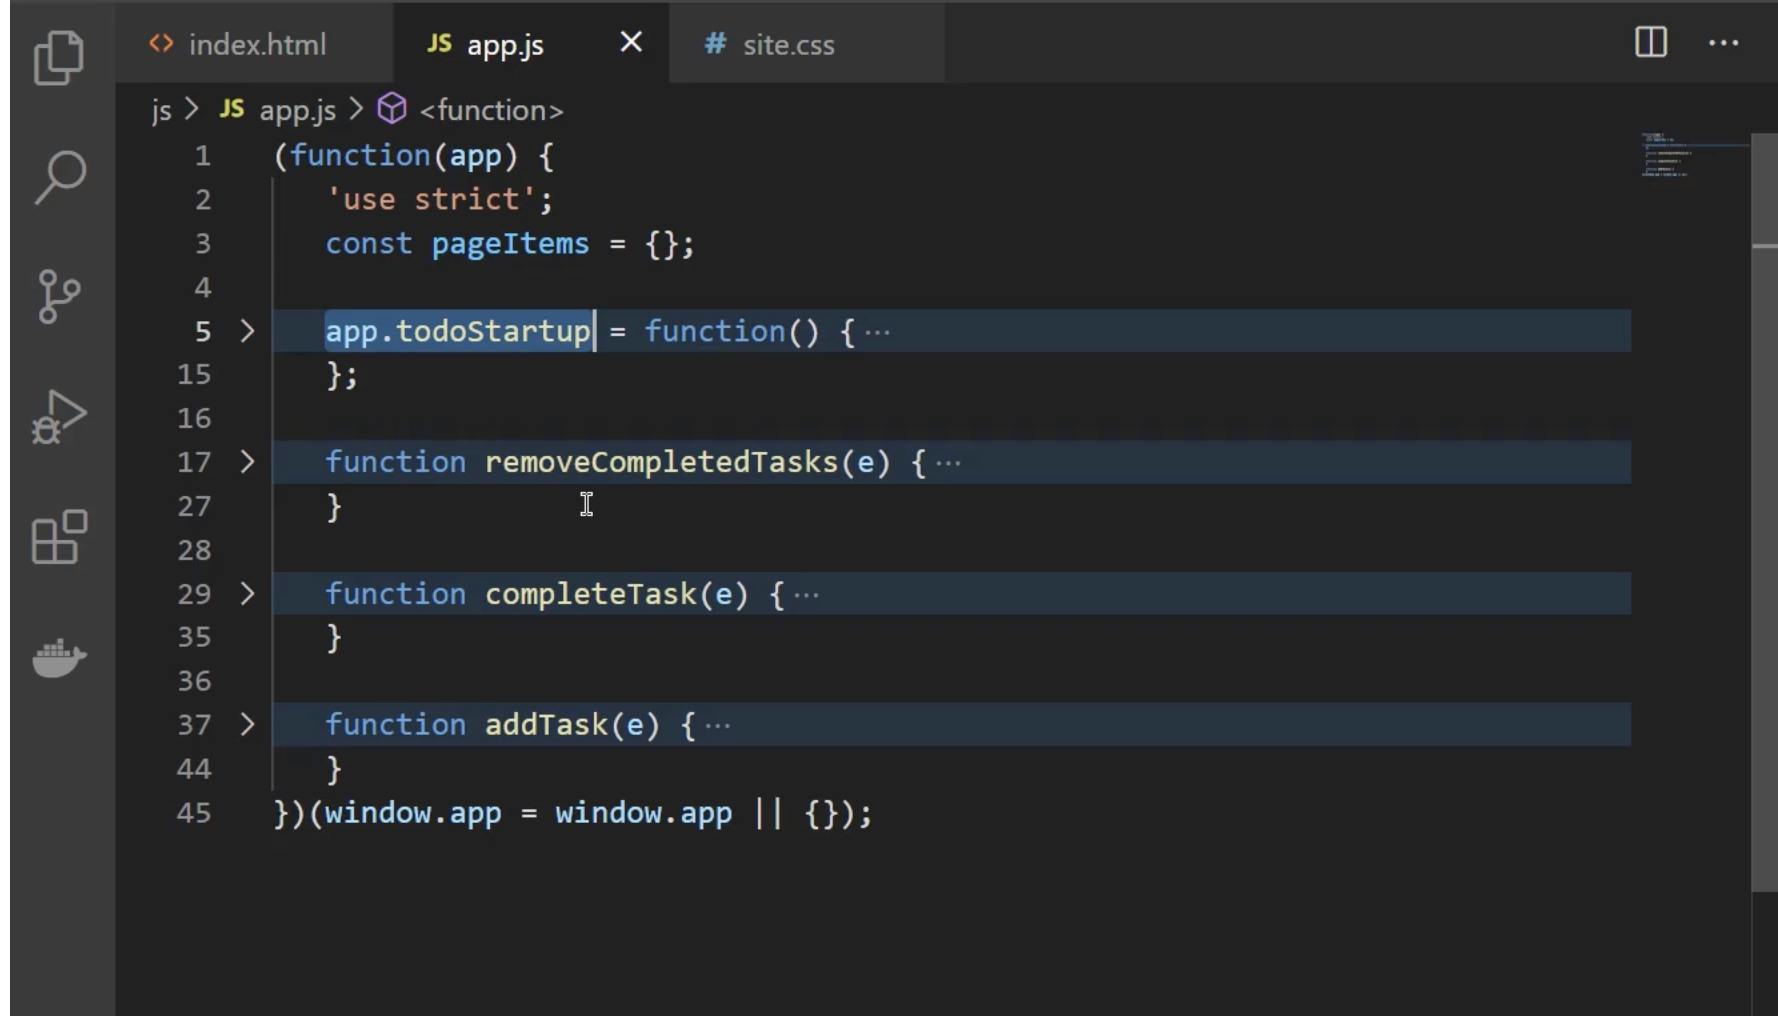 <> index.html JS app.js × # site.css ···
js > JS app.js > <function>
1 (function(app) {
2 'use strict';
3 const pageItems = {};
4
5 > app.todoStartup = function() { ···
15 };
16
17 > function removeCompletedTasks(e) { ···
27 }
28
29 > function completeTask(e) { ···
35 }
36
37 > function addTask(e) { ···
44 }
45 })(window.app = window.app || {});